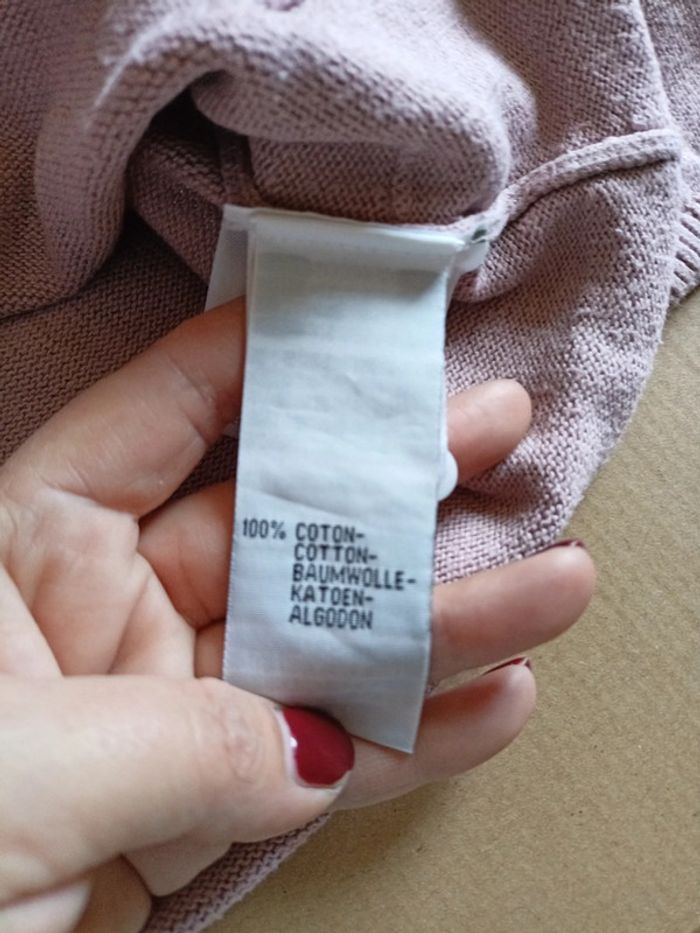 100% COTON-
COTTON-
BAUMWOLLE-
KATOEN-
ALGODON